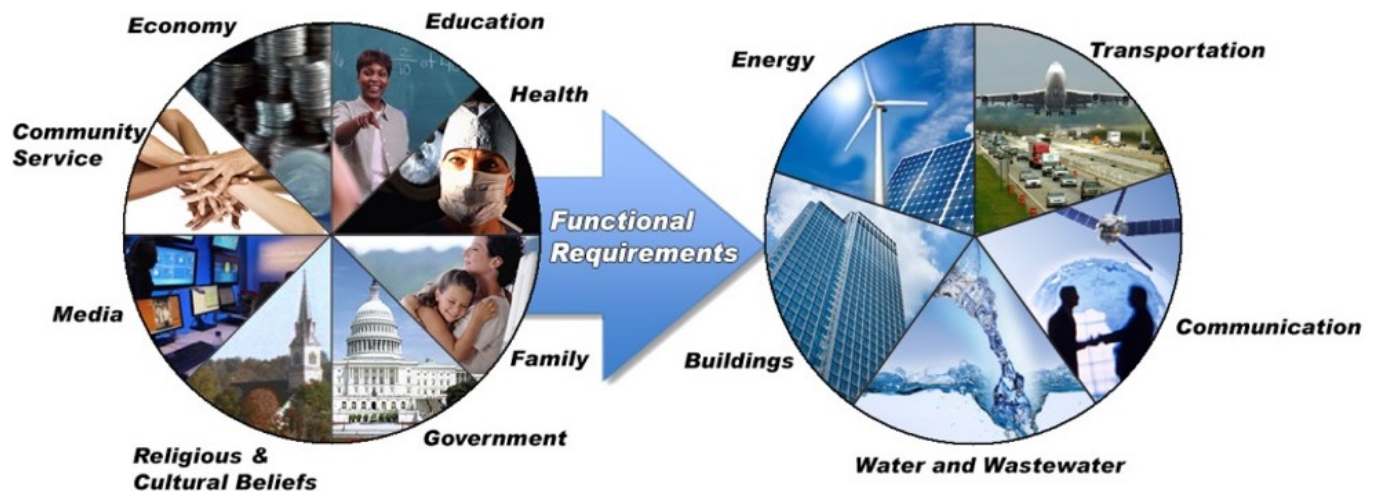 Economy
Education
Health
Community
Service
Media
Religious &
Cultural Beliefs
Government
Family
Functional
Requirements
Energy
Transportation
Communication
Water and Wastewater
Buildings